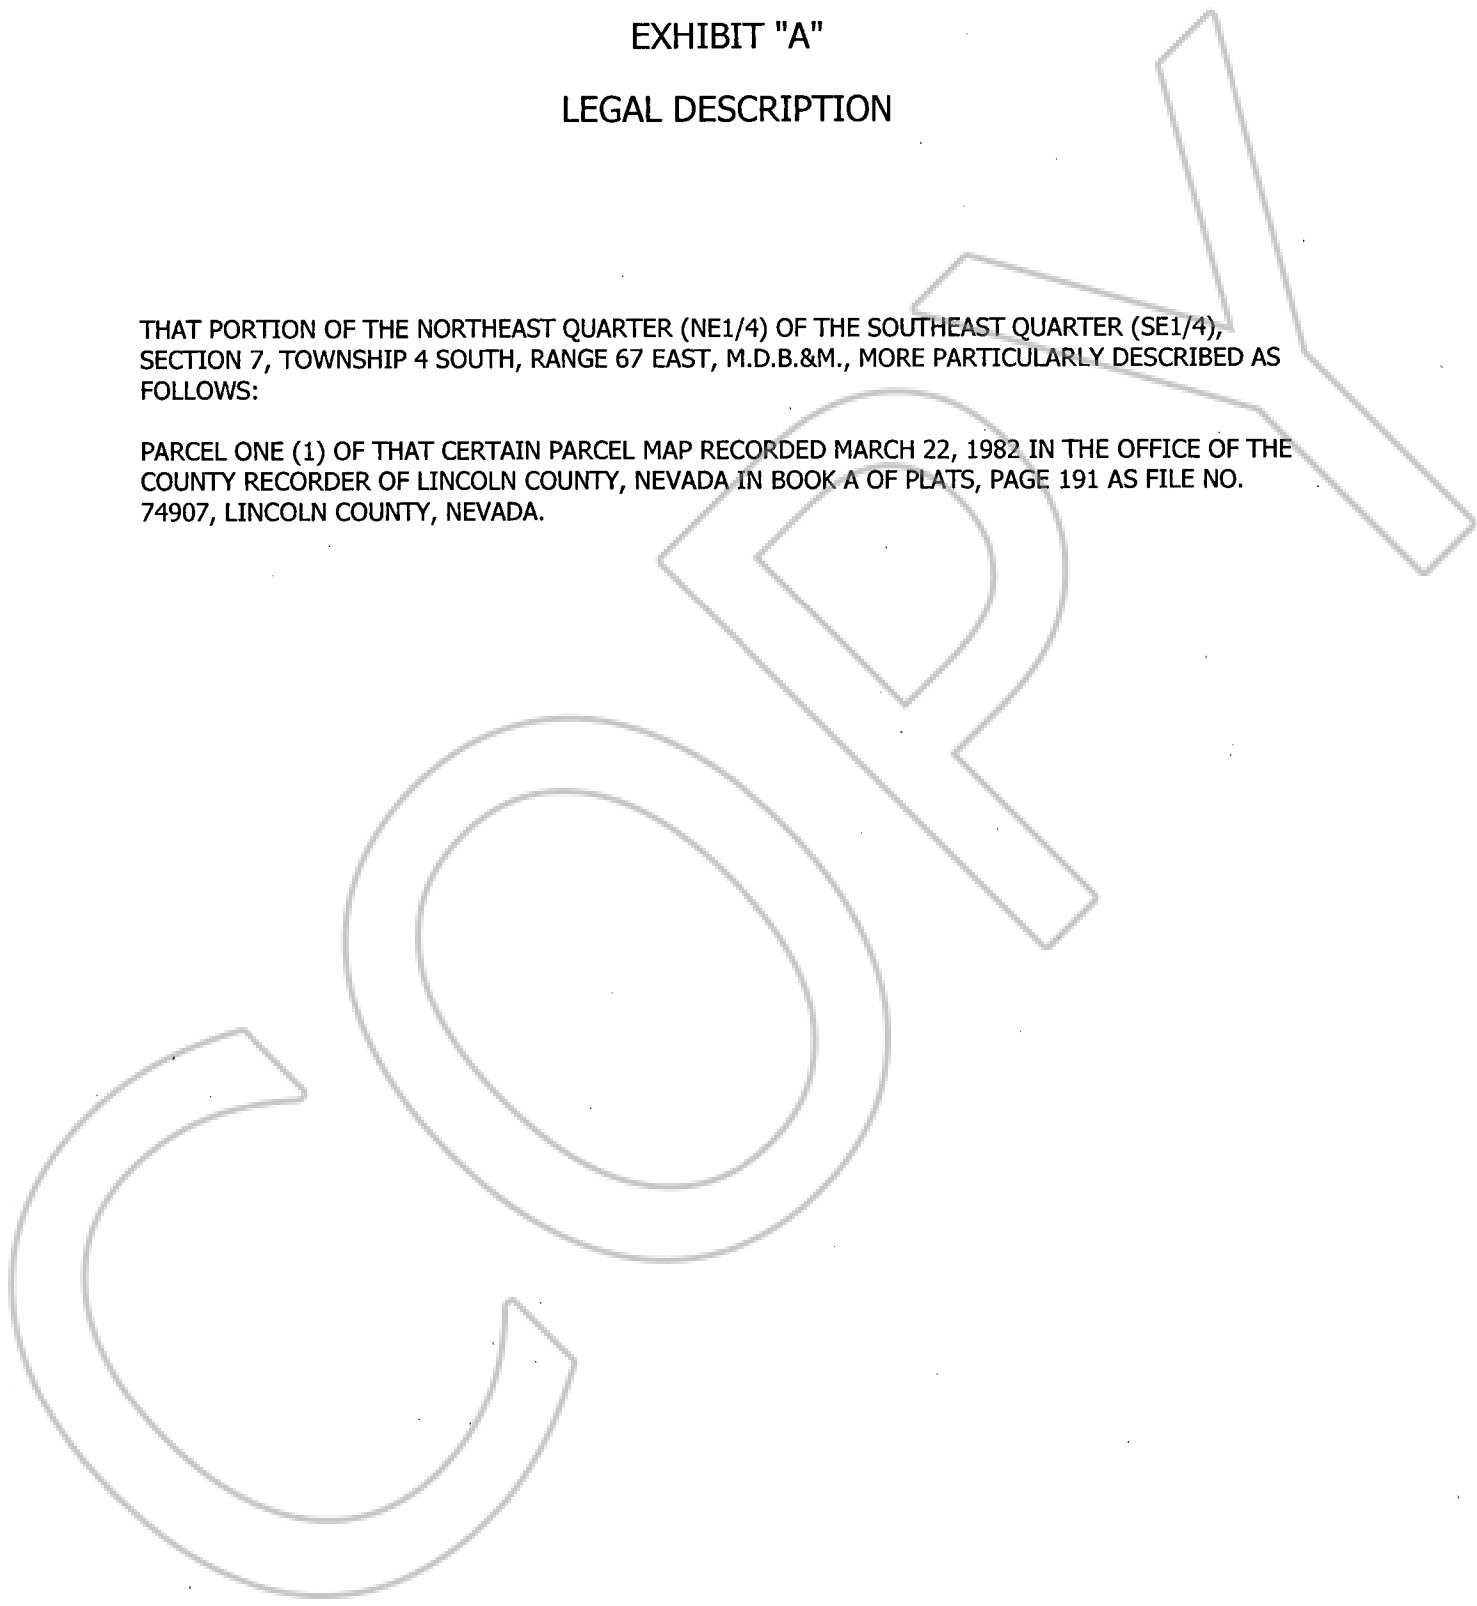 EXHIBIT "A"
LEGAL DESCRIPTION
THAT PORTION OF THE NORTHEAST QUARTER (NE1/4) OF THE SOUTHEAST QUARTER (SE1/4),
SECTION 7, TOWNSHIP 4 SOUTH, RANGE 67 EAST, M.D.B.&M., MORE PARTICULARLY DESCRIBED AS
FOLLOWS:
PARCEL ONE (1) OF THAT CERTAIN PARCEL MAP RECORDED MARCH 22, 1982 IN THE OFFICE OF THE
COUNTY RECORDER OF LINCOLN COUNTY, NEVADA IN BOOK A OF PLATS, PAGE 191 AS FILE NO.
74907, LINCOLN COUNTY, NEVADA.
COPY